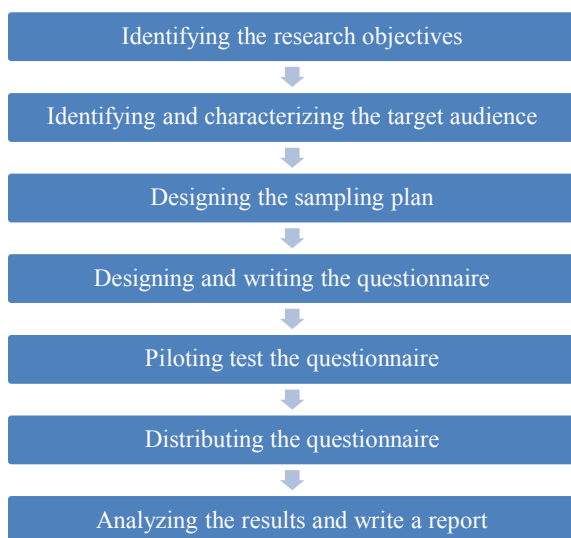 Identifying the research objectives
Identifying and characterizing the target audience
Designing the sampling plan
Designing and writing the questionnaire
Piloting test the questionnaire
Distributing the questionnaire
Analyzing the results and write a report